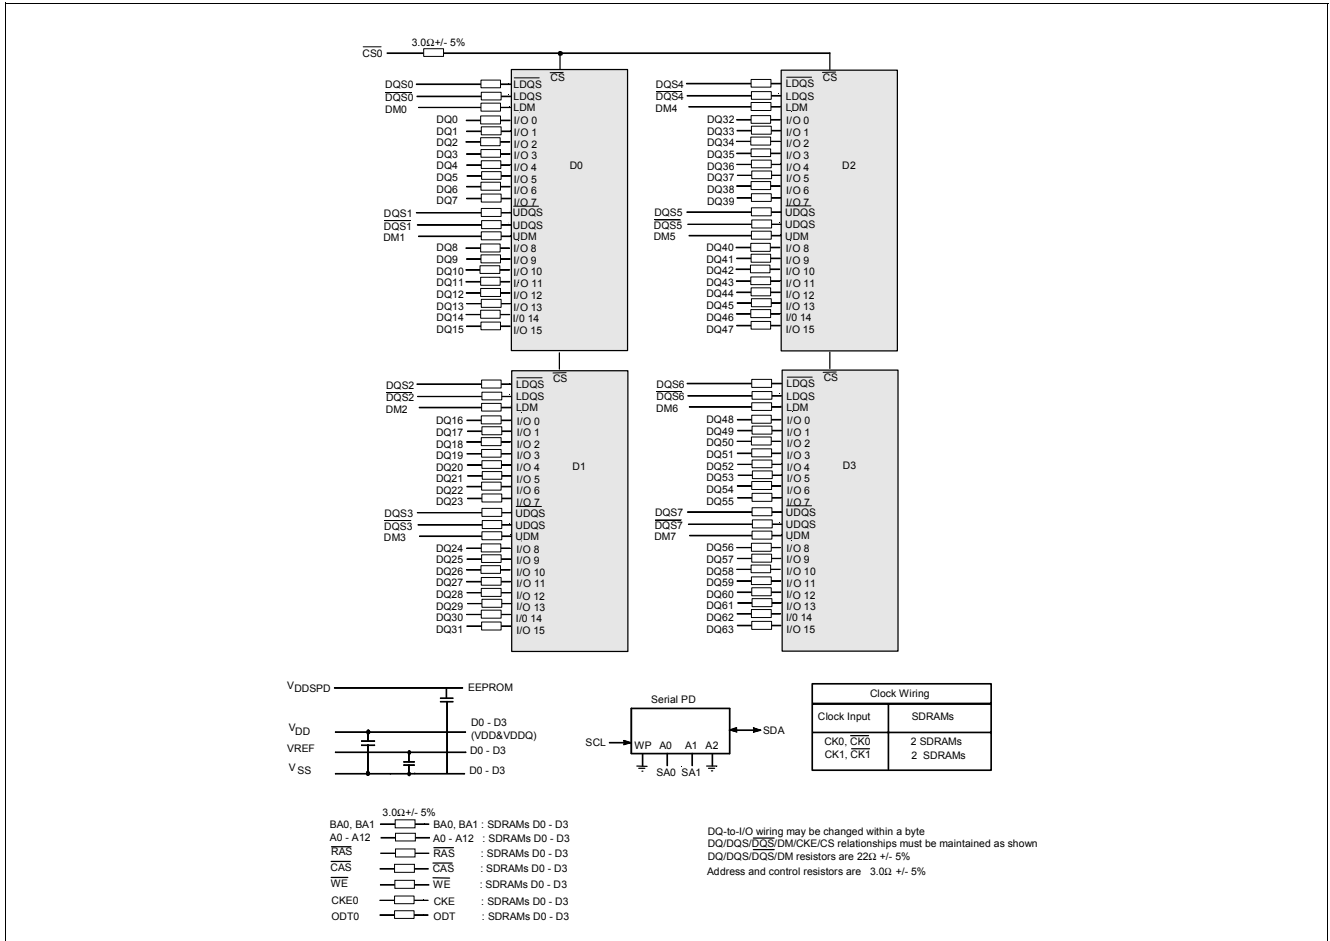 3.0Ω+/- 5%
CS0
CS
CS
DQS0 LDQS
DQS0 LDQS
DM0 LDM
DQ0 I/O 0
DQ1 I/O 1
DQ2 I/O 2
DQ3 I/O 3
DQ4 I/O 4
DQ5 I/O 5
DQ6 I/O 6
DQ7 I/O 7
D0
DQS1 UDQS
DQS1 UDQS
DM1 UDM
DQ8 I/O 8
DQ9 I/O 9
DQ10 I/O 10
DQ11 I/O 11
DQ12 I/O 12
DQ13 I/O 13
DQ14 I/0 14
DQ15 I/O 15
DQS4 LDQS
DQS4 LDQS
DM4 LDM
DQ32 I/O 0
DQ33 I/O 1
DQ34 I/O 2
DQ35 I/O 3
DQ36 I/O 4
DQ37 I/O 5
DQ38 I/O 6
DQ39 I/O 7
D2
DQS5 UDQS
DQS5 UDQS
DM5 UDM
DQ40 I/O 8
DQ41 I/O 9
DQ42 I/O 10
DQ43 I/O 11
DQ44 I/O 12
DQ45 I/O 13
DQ46 I/0 14
DQ47 I/O 15
CS
DQS2 LDQS
DQS2 LDQS
DM2 LDM
DQ16 I/O 0
DQ17 I/O 1
DQ18 I/O 2
DQ19 I/O 3
DQ20 I/O 4
DQ21 I/O 5
DQ22 I/O 6
DQ23 I/O 7
D1
DQS3 UDQS
DQS3 UDQS
DM3 UDM
DQ24 I/O 8
DQ25 I/O 9
DQ26 I/O 10
DQ27 I/O 11
DQ28 I/O 12
DQ29 I/O 13
DQ30 I/0 14
DQ31 I/O 15
CS
DQS6 LDQS
DQS6 LDQS
DM6 LDM
DQ48 I/O 0
DQ49 I/O 1
DQ50 I/O 2
DQ51 I/O 3
DQ52 I/O 4
DQ53 I/O 5
DQ54 I/O 6
DQ55 I/O 7
D3
DQS7 UDQS
DQS7 UDQS
DM7 UDM
DQ56 I/O 8
DQ57 I/O 9
DQ58 I/O 10
DQ59 I/O 11
DQ60 I/O 12
DQ61 I/O 13
DQ62 I/0 14
DQ63 I/O 15
VDDSPD EEPROM
VDD D0 - D3
(VDD&VDDQ)
VREF D0 - D3
VSS D0 - D3
Serial PD
SCL WP A0 A1 A2 SDA
SA0 SA1
Clock Wiring
Clock Input SDRAMs
CK0, CK0 2 SDRAMs
CK1, CK1 2 SDRAMs
3.0Ω+/- 5%
BA0, BA1 BA0, BA1 : SDRAMs D0 - D3
A0 - A12 A0 - A12 : SDRAMs D0 - D3
RAS RAS : SDRAMs D0 - D3
CAS CAS : SDRAMs D0 - D3
WE WE : SDRAMs D0 - D3
CKE0 CKE : SDRAMs D0 - D3
ODT0 ODT : SDRAMs D0 - D3
DQ-to-I/O wiring may be changed within a byte
DQ/DQS/DQS/DM/CKE/CS relationships must be maintained as shown
DQ/DQS/DQS/DM resistors are 22Ω +/- 5%
Address and control resistors are 3.0Ω +/- 5%